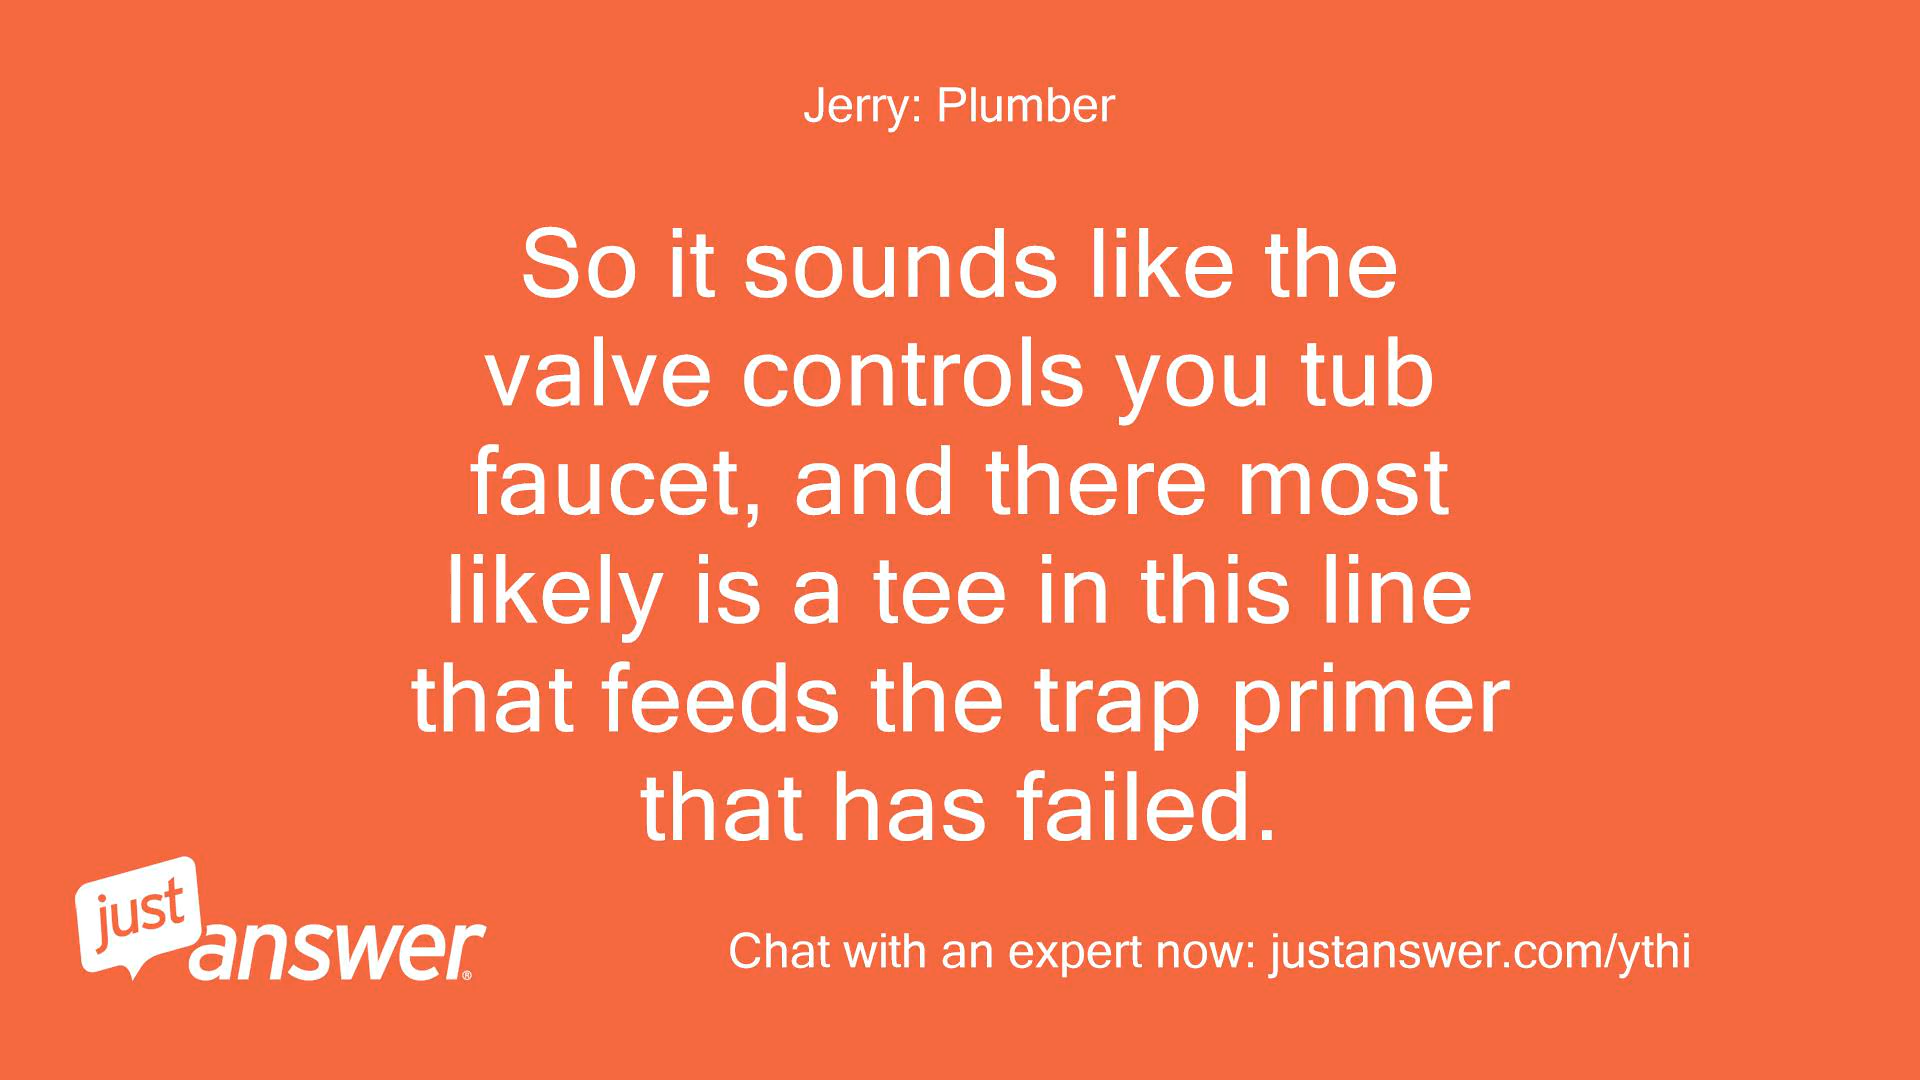 Jerry: Plumber
So it sounds like the
valve controls you tub
faucet, and there most
likely is a tee in this line
that feeds the trap primer
that has failed.
just
answer®
Chat with an expert now: justanswer.com/ythi